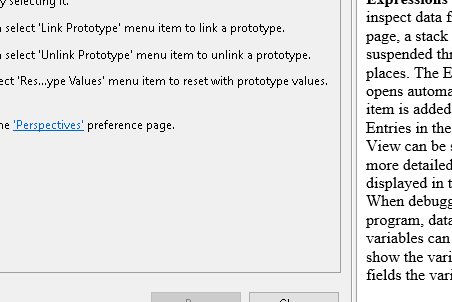 y selecting it.
select 'Link Prototype' menu item to link a prototype.
select 'Unlink Prototype' menu item to unlink a prototype.
ect 'Res...ype Values' menu item to reset with prototype values.
ne 'Perspectives' preference page.
Expressions
inspect data f
page, a stack
suspended thr
places. The E
opens automa
item is added
Entries in the
View can be s
more detailed
displayed in t
When debugg
program, data
variables can
show the vari
fields the vari